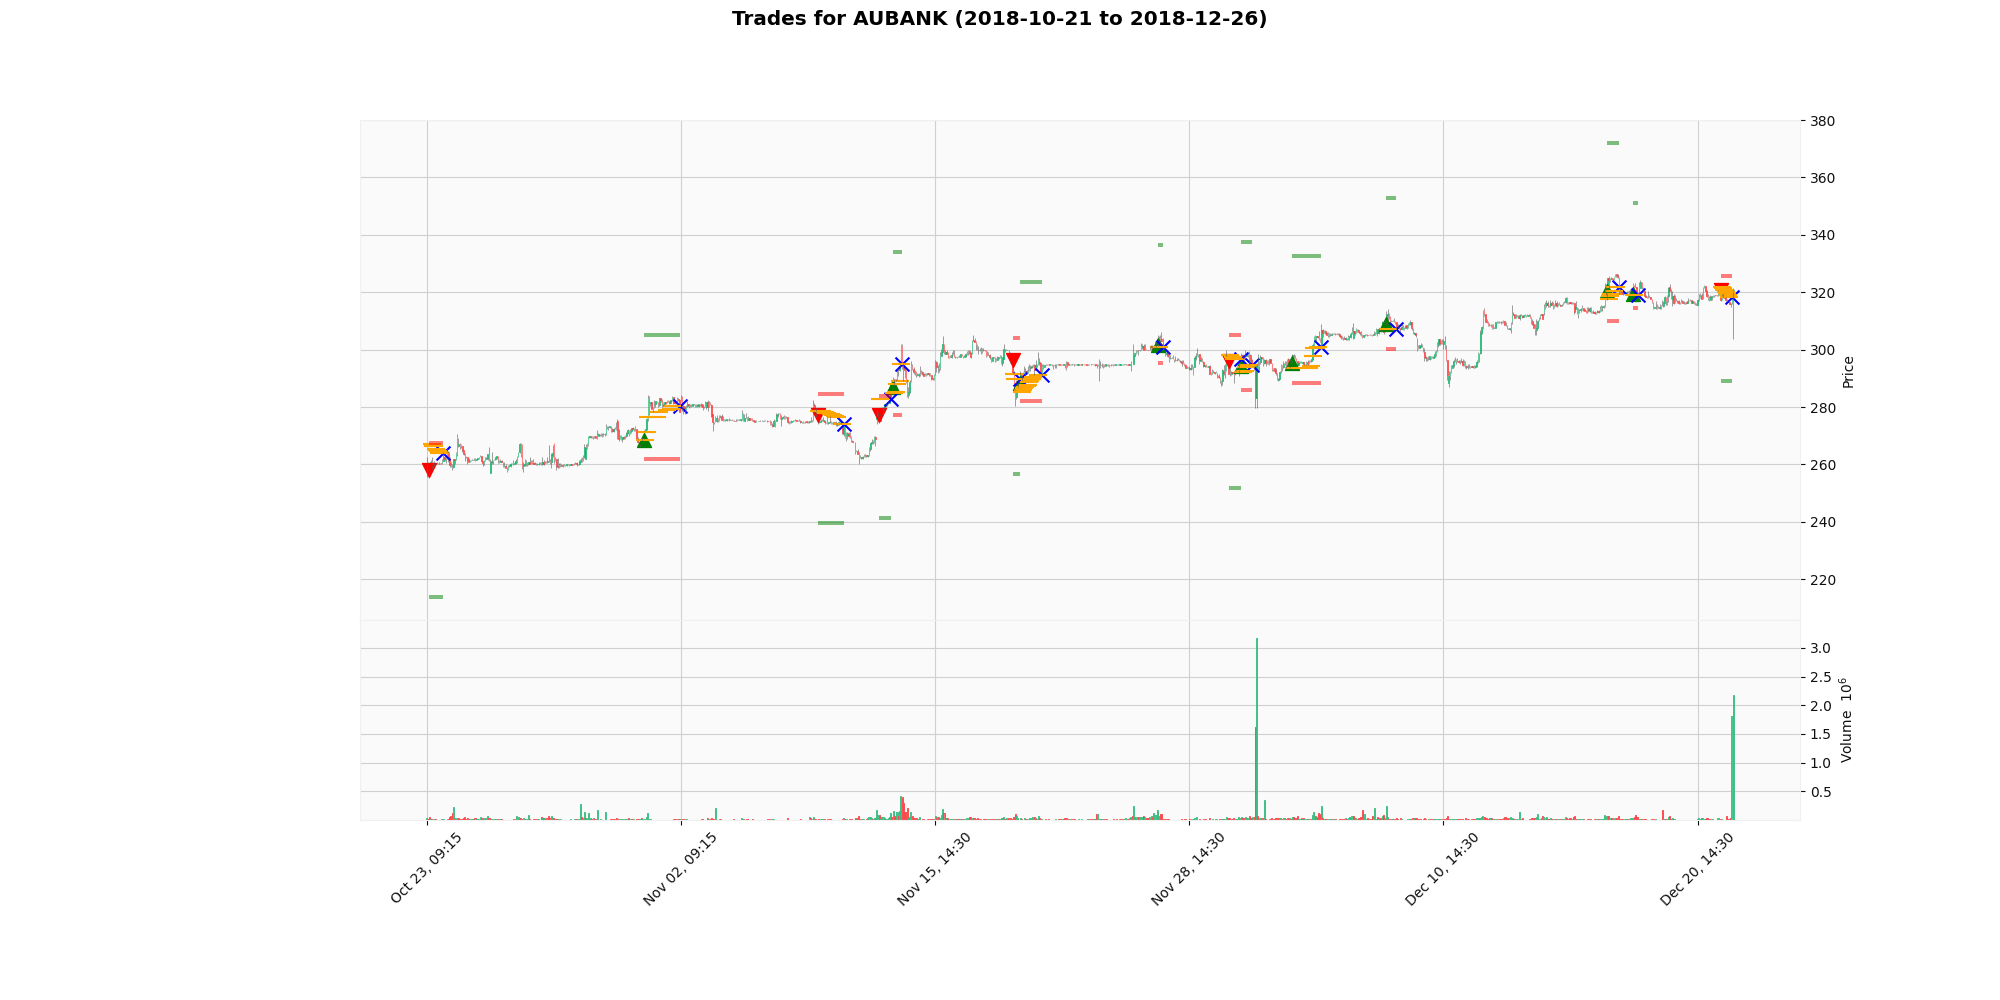 Trades for AUBANK (2018-10-21 to 2018-12-26)
380
360
340
320
300
280
260
240
220
Price
3.0
2.5
2.0
1.5
1.0
0.5
Volume 10^6
Oct 23, 09:15
Nov 02, 09:15
Nov 15, 14:30
Nov 28, 14:30
Dec 10, 14:30
Dec 20, 14:30